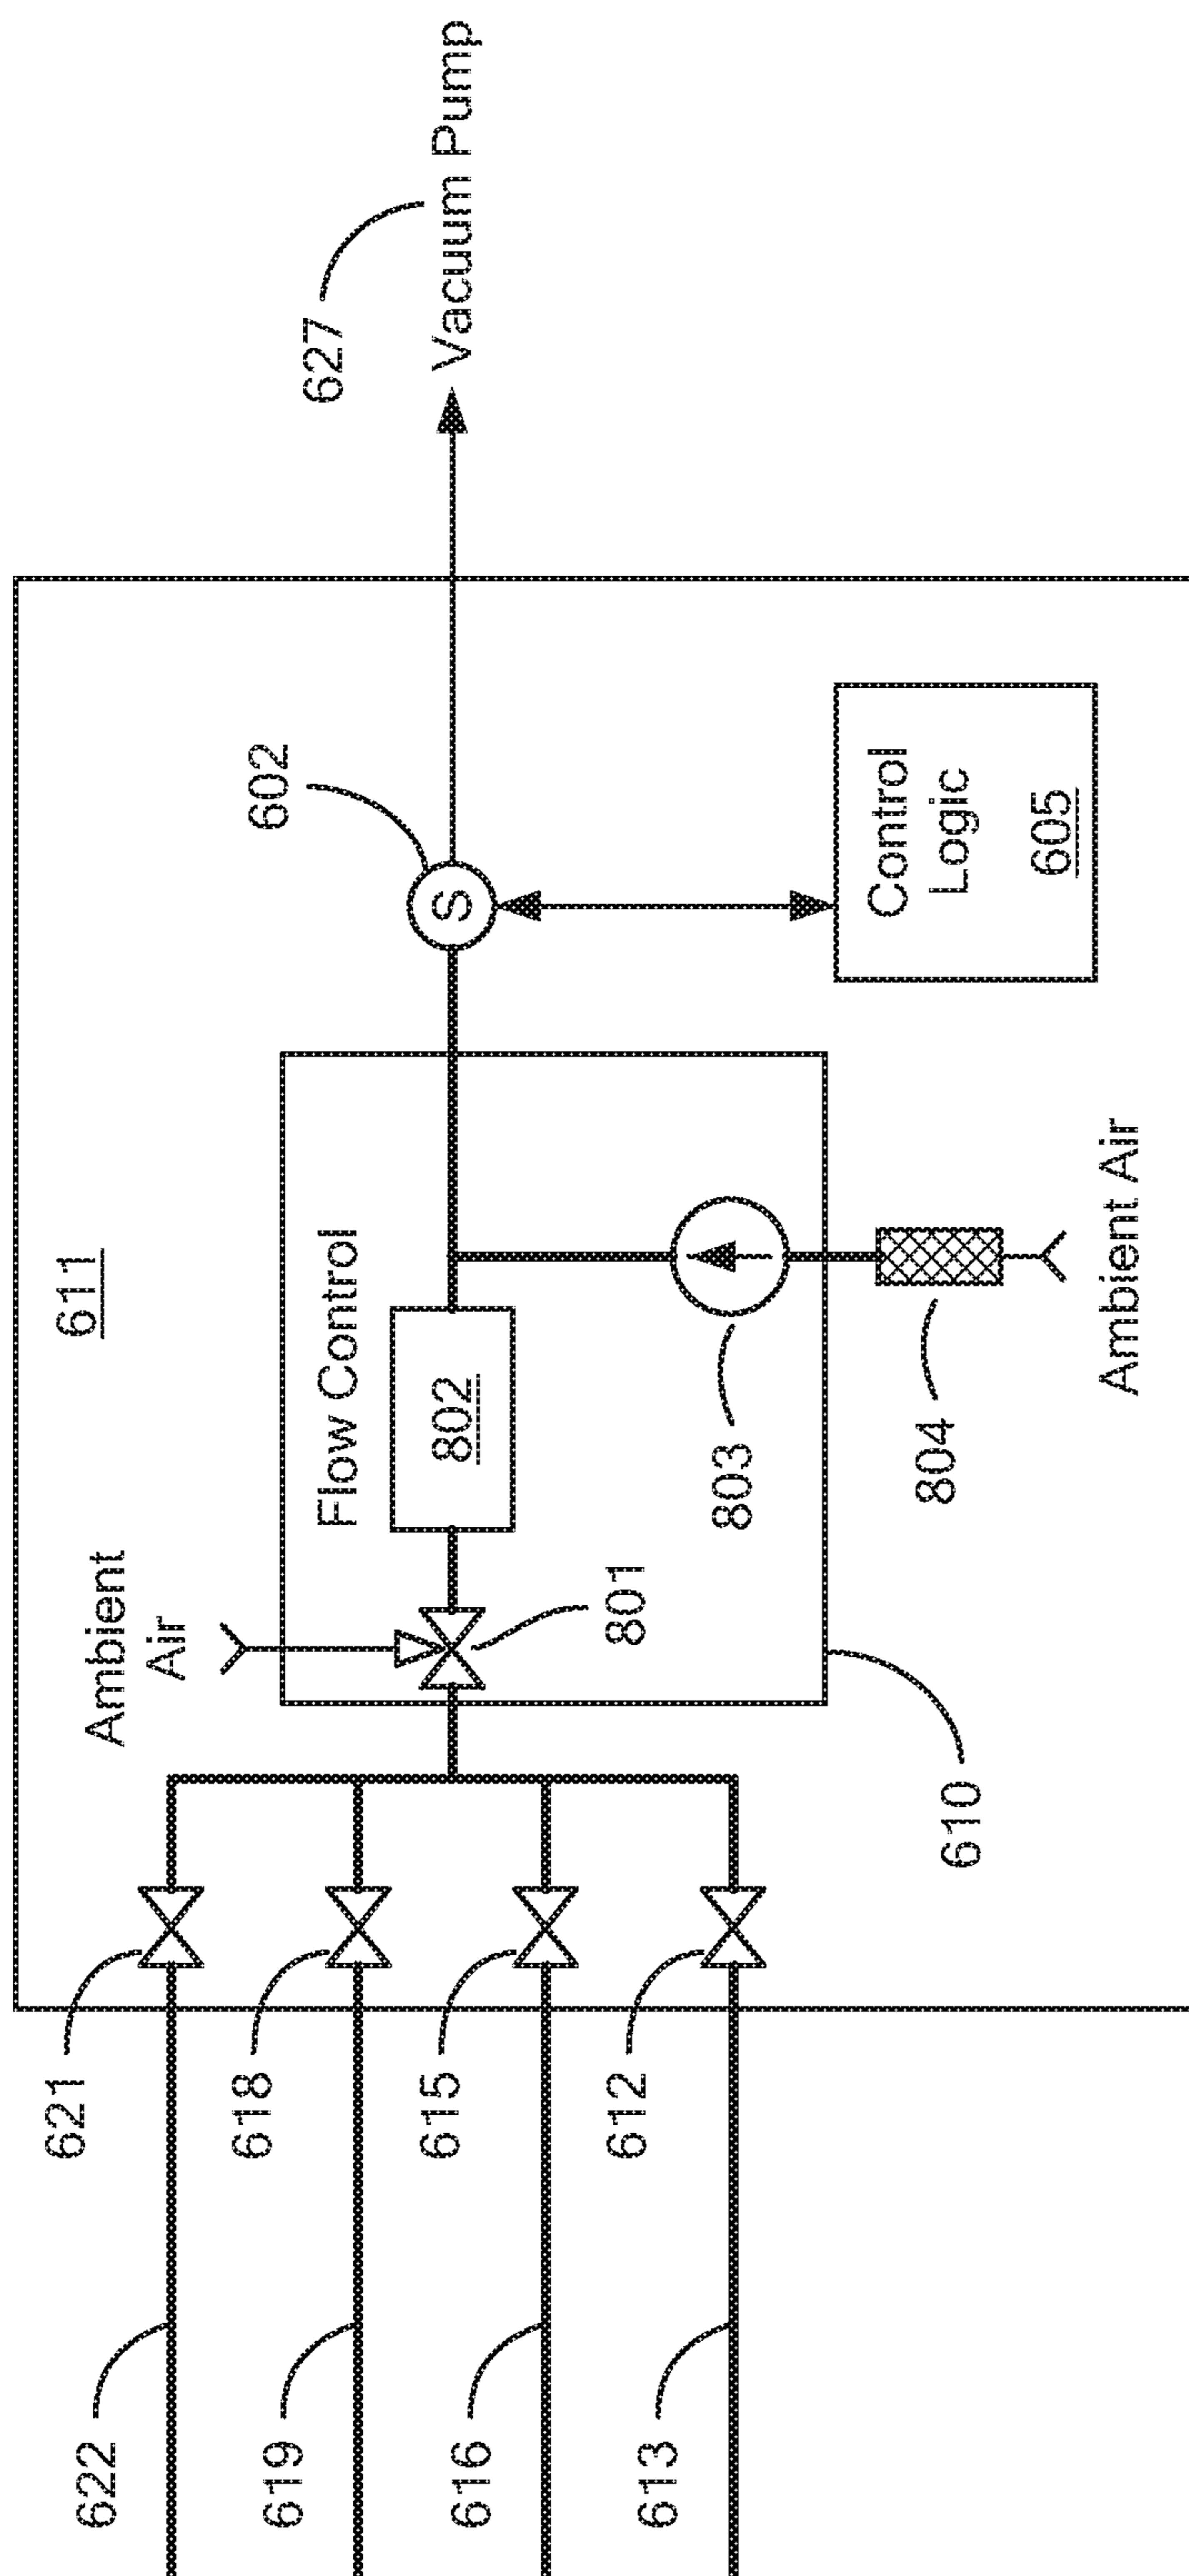 611
Ambient
Air
Flow Control
802
801
803
804
Ambient Air
610
602
S
Control
Logic
605
627
Vacuum Pump
621
618
615
612
622
619
616
613